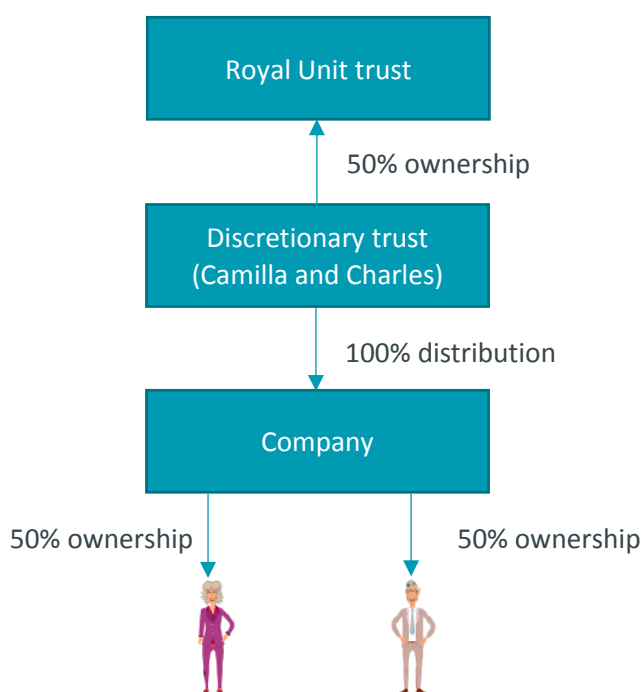 Royal Unit trust
50% ownership
Discretionary trust
(Camilla and Charles)
100% distribution
Company
50% ownership
50% ownership